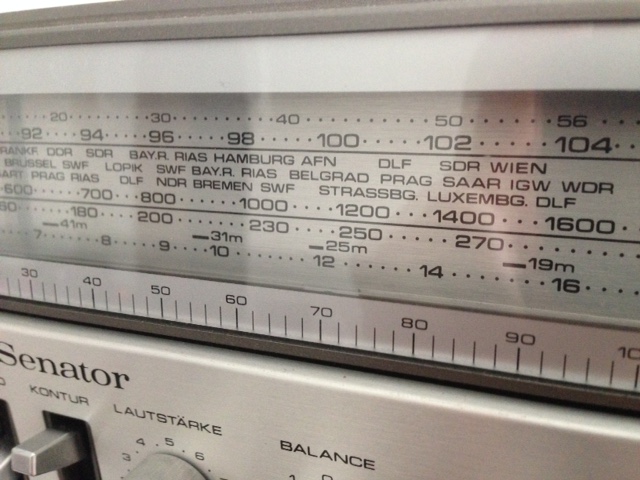 20 30 40 50 56
92 94 96 98 100 102 104
RANKF. DDR SDR BAY.R. RIAS HAMBURG AFN DLF SDR WIEN
BRÜSSEL SWF LOPIK SWF BAY.R. RIAS BELGRAD PRAG SAAR IGW WDR
ART PRAG RIAS DLF NDR BREMEN SWF STRASSBG. LUXEMBG. DLF
600 700 800 1000 1200 1400 1600
180 200 230 250 270
41m 31m 25m 19m
7 8 9 10 12 14 16
30 40 50 60 70 80 90 10
Senator
KONTUR LAUTSTÄRKE BALANCE
3 4 5 6 1 0